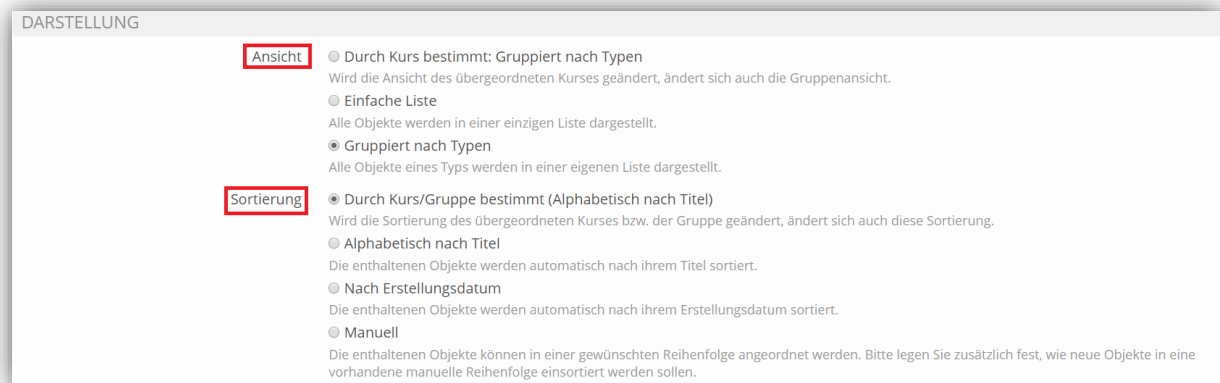 DARSTELLUNG
Ansicht Durch Kurs bestimmt: Gruppiert nach Typen
Wird die Ansicht des übergeordneten Kurses geändert, ändert sich auch die Gruppenansicht.
Einfache Liste
Alle Objekte werden in einer einzigen Liste dargestellt.
Gruppiert nach Typen
Alle Objekte eines Typs werden in einer eigenen Liste dargestellt.
Sortierung Durch Kurs/Gruppe bestimmt (Alphabetisch nach Titel)
Wird die Sortierung des übergeordneten Kurses bzw. der Gruppe geändert, ändert sich auch diese Sortierung.
Alphabetisch nach Titel
Die enthaltenen Objekte werden automatisch nach ihrem Titel sortiert.
Nach Erstellungsdatum
Die enthaltenen Objekte werden automatisch nach ihrem Erstellungsdatum sortiert.
Manuell
Die enthaltenen Objekte können in einer gewünschten Reihenfolge angeordnet werden. Bitte legen Sie zusätzlich fest, wie neue Objekte in eine
vorhandene manuelle Reihenfolge einsortiert werden sollen.